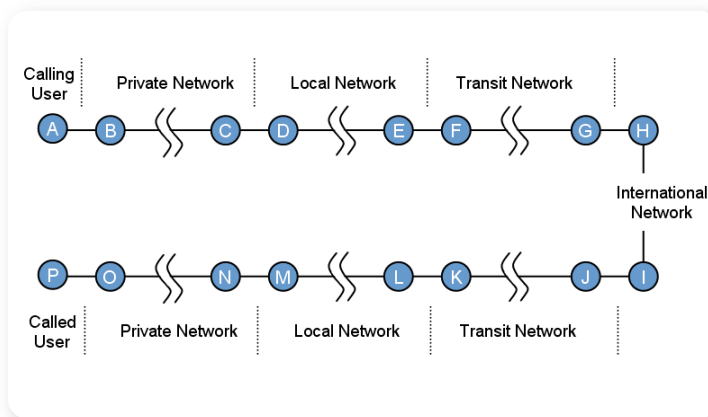 Calling
User
Private Network
Local Network
Transit Network
A
B
C
D
E
F
G
H
International
Network
P
O
N
M
L
K
J
I
Called
User
Private Network
Local Network
Transit Network